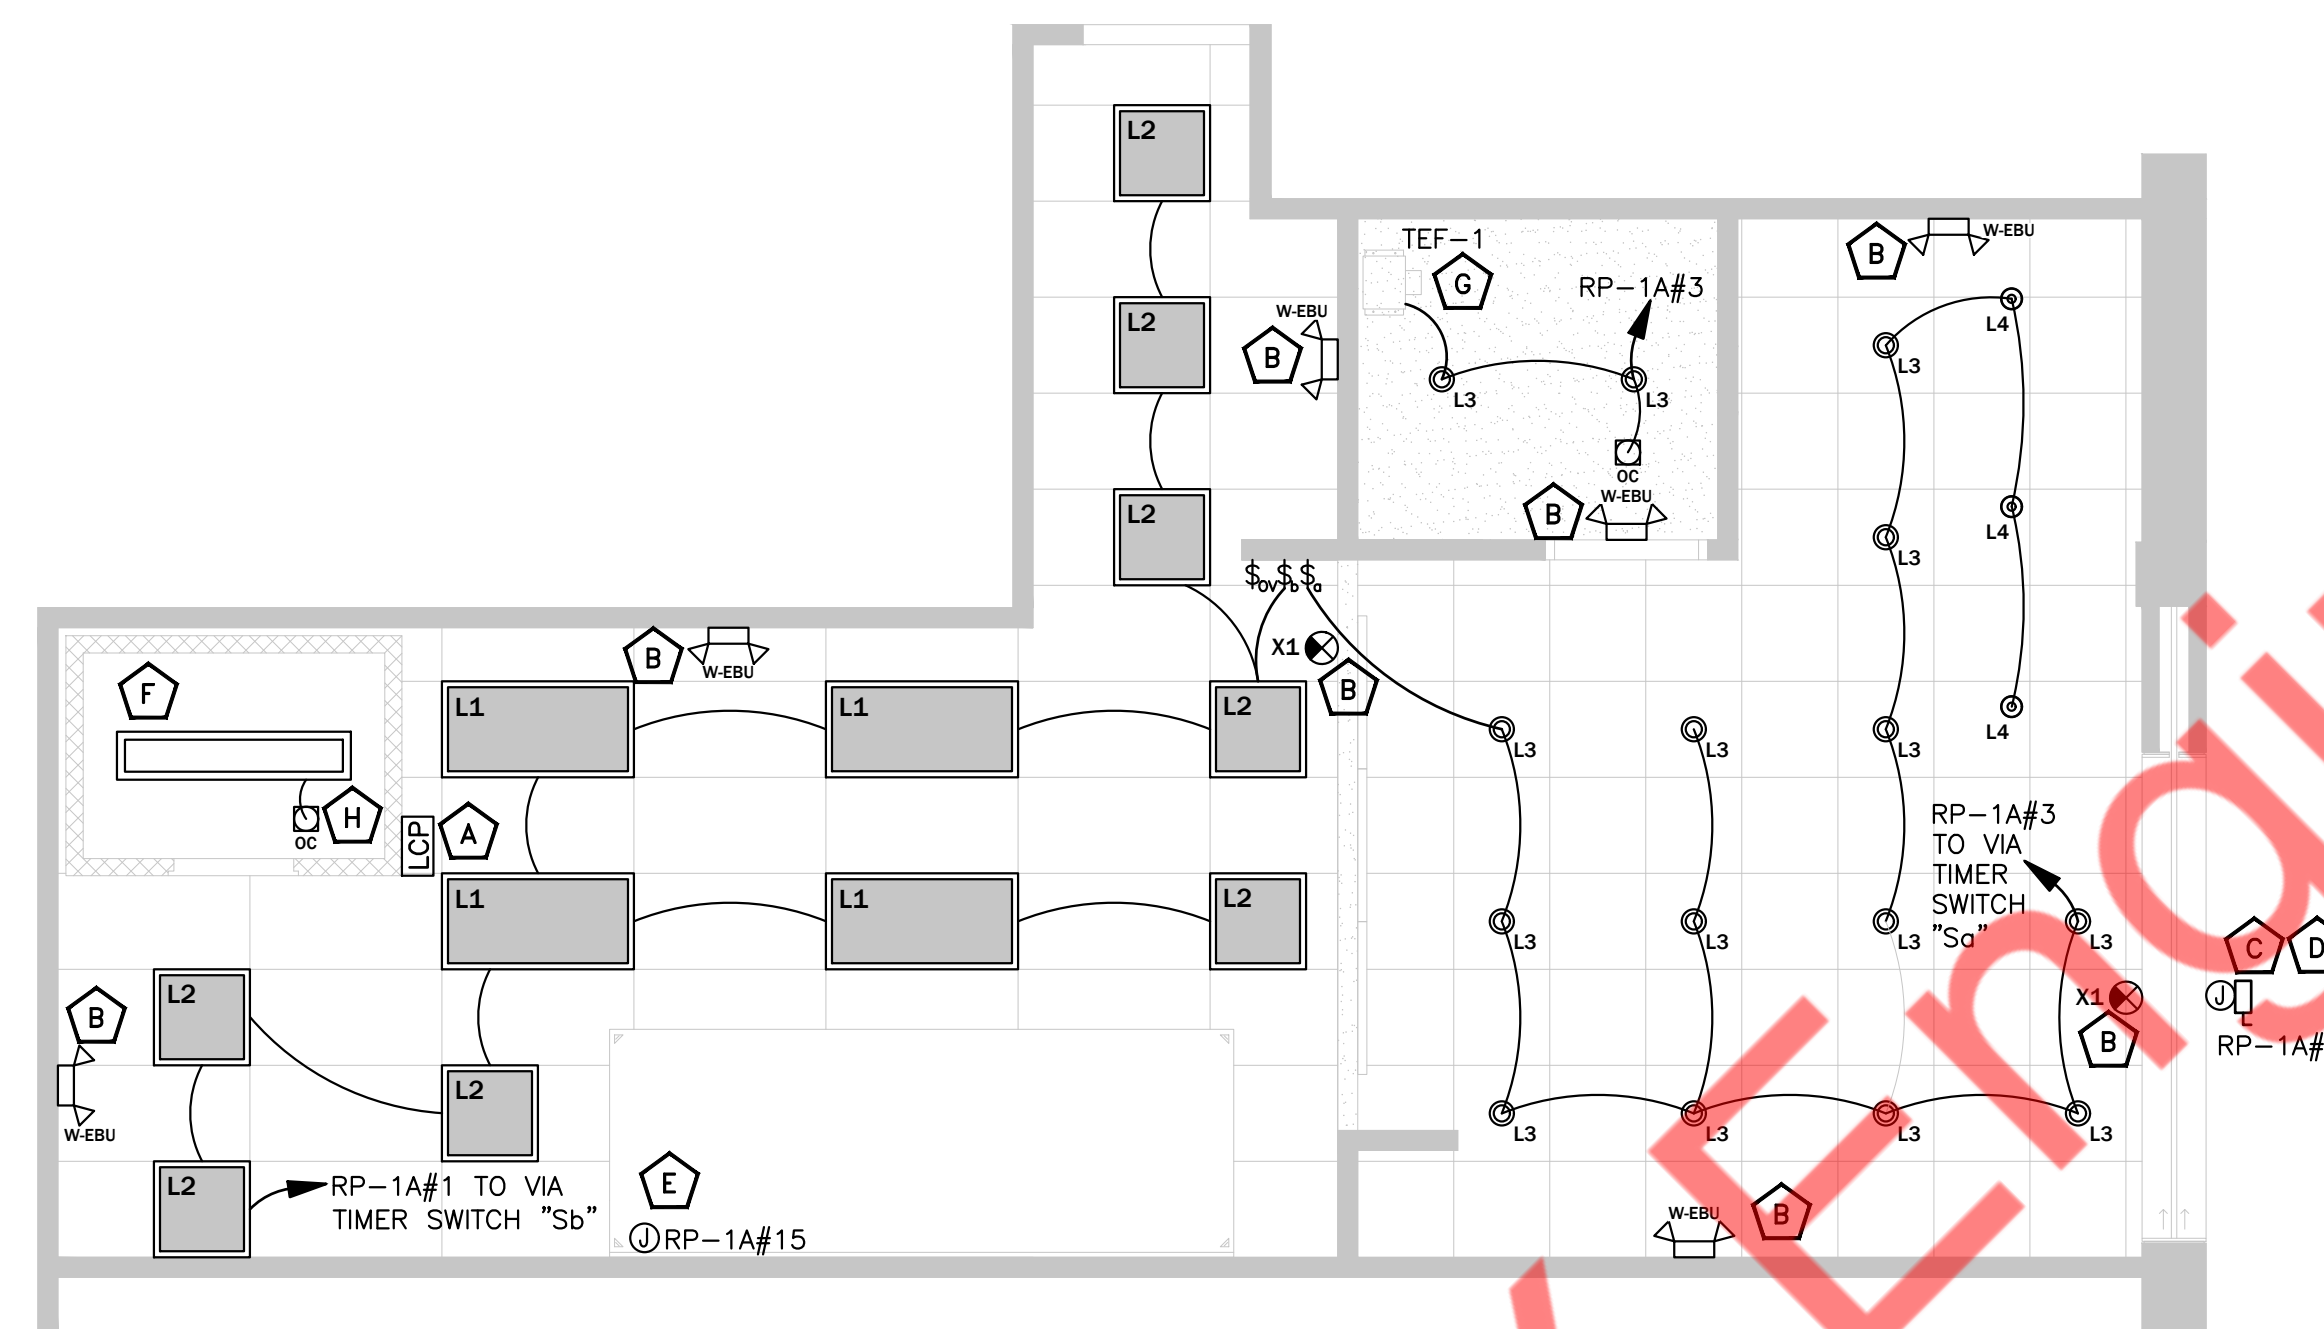 L2
TEF-1
G
RP-1A#3
B
W-EBU
L4
L3
L2
W-EBU
B
L3
L3
OC
W-EBU
B
L2
L3
L4
$ov $b $a
X1
B
B
W-EBU
F
L1
L1
L2
L3
L3
L3
L4
H
OC
LCP
A
RP-1A#3
TO VIA
TIMER
SWITCH
"Sa"
L1
L1
L2
L3
L3
L3
L3
C
D
B
L2
X1
B
J
L
RP-1A#
W-EBU
L2
L3
L3
L3
L3
L2
RP-1A#1 TO VIA
TIMER SWITCH "Sb"
E
J RP-1A#15
W-EBU
B
Engi